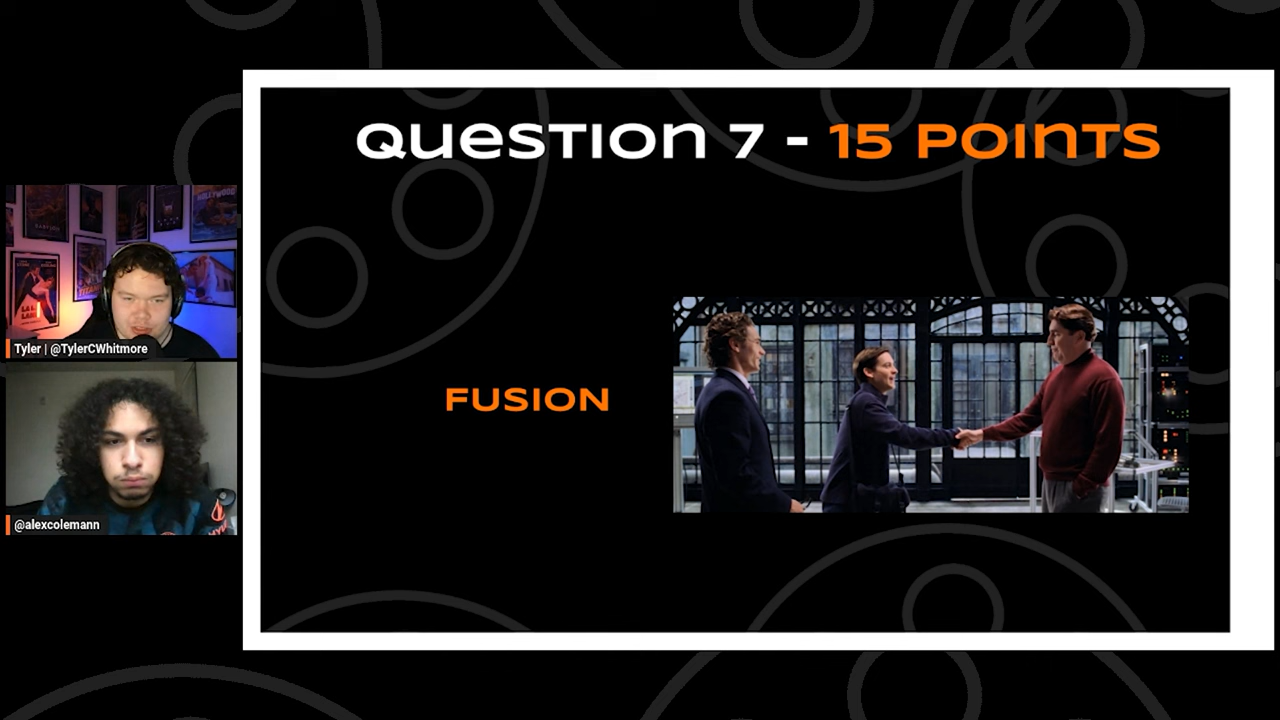 QUESTION 7 - 15 POINTS
FUSION
Tyler | @TylerCWhitmore
@alexcolemann